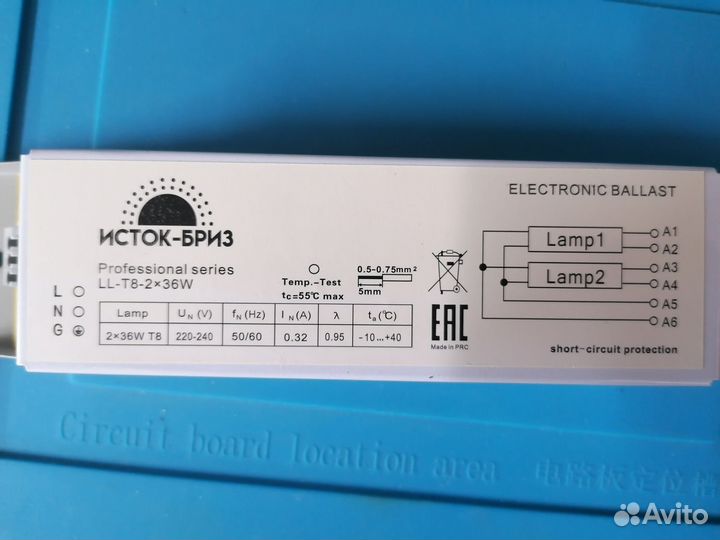 ИСТОК-БРИЗ
Professional series
LL-T8-2×36W
L
N
G
Temp.-Test
tc=55℃ max
0.5-0.75mm²
5mm
Lamp U N (V) fN (Hz) I N (A) λ ta (℃)
2×36W T8 220-240 50/60 0.32 0.95 -10...+40
EAC
Made in PRC
ELECTRONIC BALLAST
Lamp1
Lamp2
A1
A2
A3
A4
A5
A6
short-circuit protection
Circuit board location area 电路板定位槽
Avito